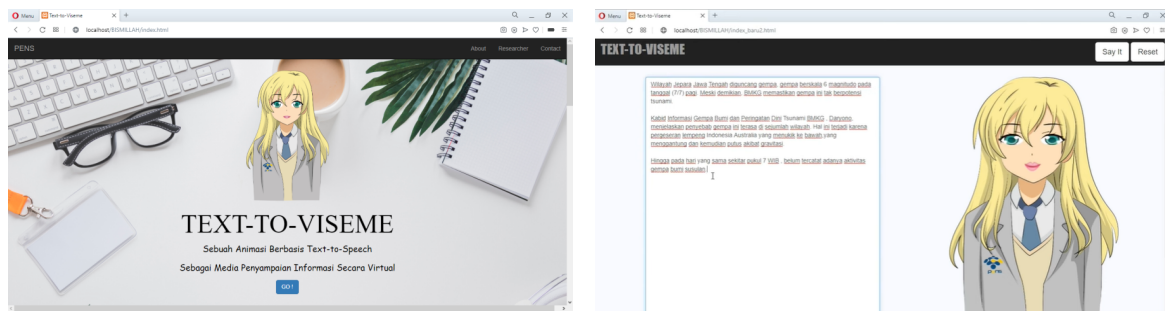 Menu
Text-to-Viseme
localhost/BISMILLAH/index.html
PENS
About
Researcher
Contact
TEXT-TO-VISEME
Sebuah Animasi Berbasis Text-to-Speech
Sebagai Media Penyampaian Informasi Secara Virtual
GO !
Menu
Text-to-Viseme
localhost/BISMILLAH/index_baru2.html
TEXT-TO-VISEME
Say It
Reset
Wilayah Jepara Jawa Tengah diguncang gempa, gempa berskala 6 magnitudo pada
tanggal (7/7) pagi. Meski demikian, BMKG memastikan gempa ini tak berpotensi
tsunami.
Kabid Informasi Gempa Bumi dan Peringatan Dini Tsunami BMKG , Daryono,
menjelaskan penyebab gempa ini terasa di sejumlah wilayah. Hal ini terjadi karena
pergeseran lempeng Indonesia Australia yang menukik ke bawah,yang
menggantung dan kemudian putus akibat gravitasi.
Hingga pada hari yang sama sekitar pukul 7 WIB , belum tercatat adanya aktivitas
gempa bumi susulan.
pens